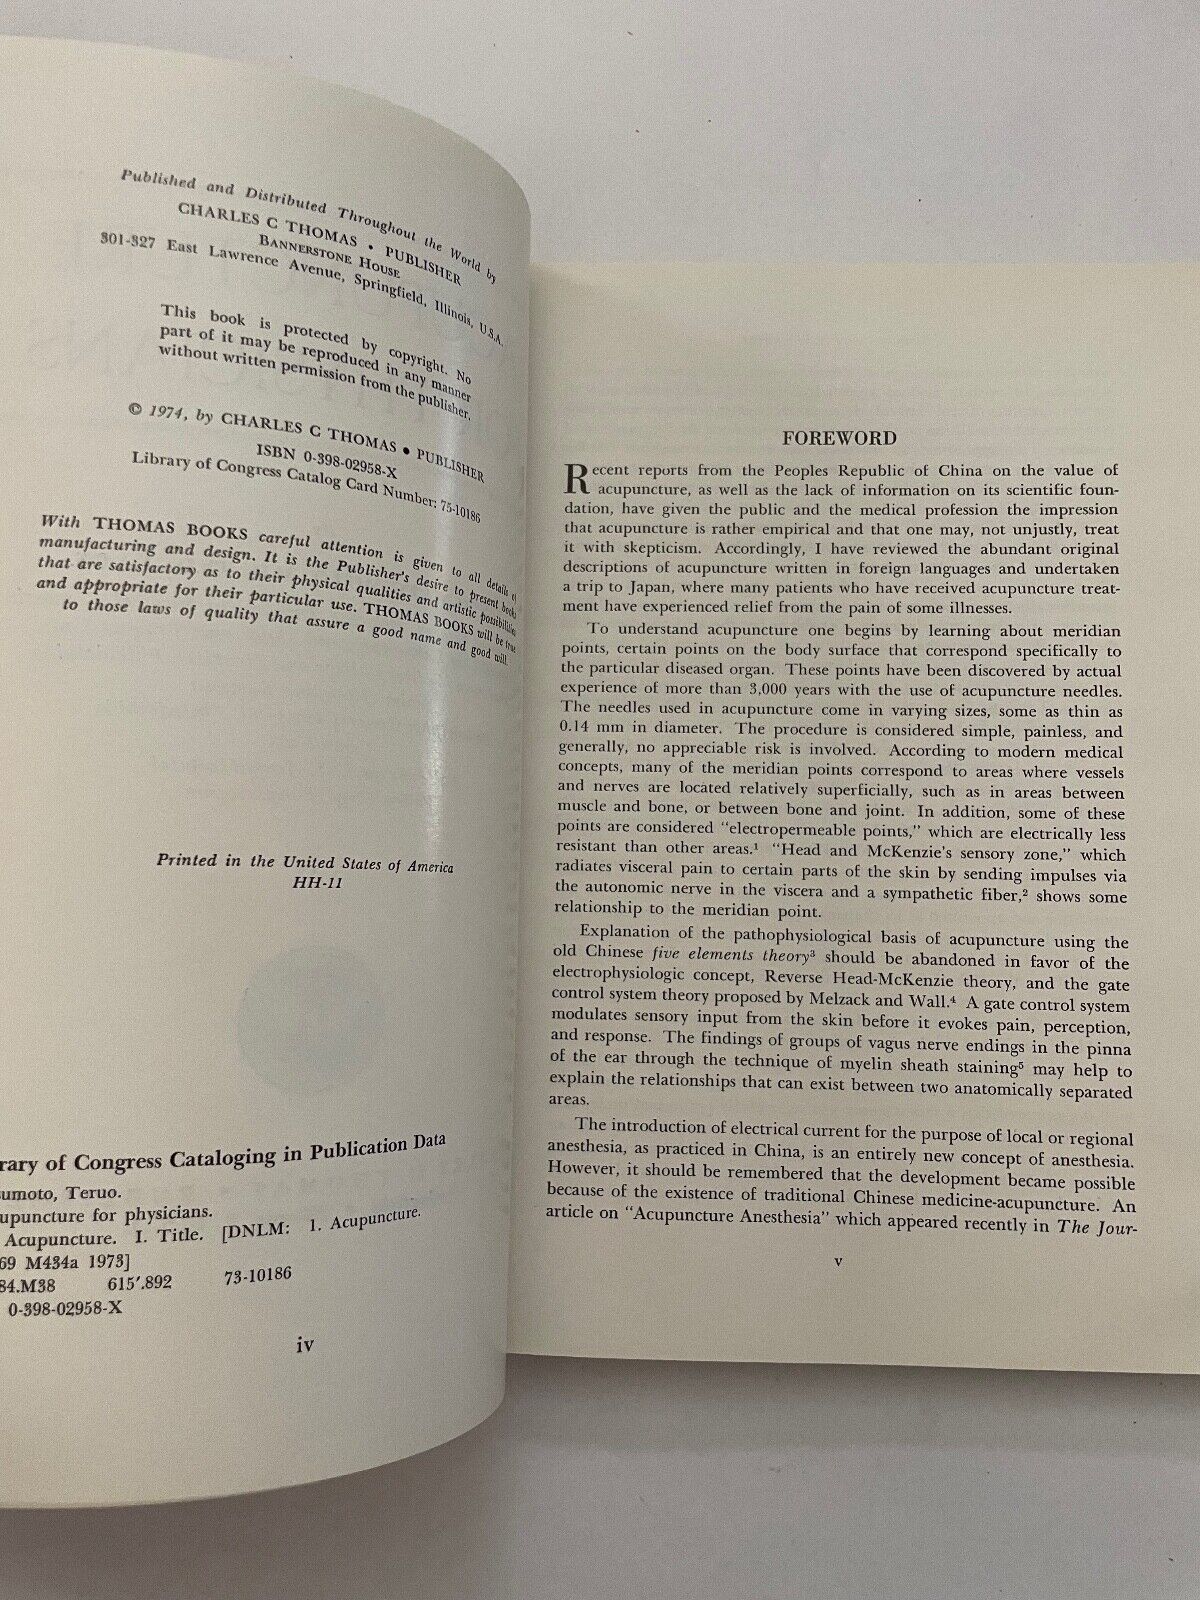 Published and Distributed Throughout the World by
CHARLES C THOMAS • PUBLISHER
BANNERSTONE HOUSE
301-327 East Lawrence Avenue, Springfield, Illinois, U.S.A.
This book is protected by copyright. No
part of it may be reproduced in any manner
without written permission from the publisher.
© 1974, by CHARLES C THOMAS • PUBLISHER
ISBN 0-398-02958-X
Library of Congress Catalog Card Number: 75-10186
With THOMAS BOOKS careful attention is given to all details of
manufacturing and design. It is the Publisher's desire to present books
that are satisfactory as to their physical qualities and artistic possibilities
and appropriate for their particular use. THOMAS BOOKS will be true
to those laws of quality that assure a good name and good will.
Printed in the United States of America
HH-11
rary of Congress Cataloging in Publication Data
sumoto, Teruo.
upuncture for physicians.
Acupuncture. I. Title. [DNLM: 1. Acupuncture.
69 M434a 1973]
84.M38 615'.892 73-10186
0-398-02958-X
iv
FOREWORD
Recent reports from the Peoples Republic of China on the value of
acupuncture, as well as the lack of information on its scientific foun-
dation, have given the public and the medical profession the impression
that acupuncture is rather empirical and that one may, not unjustly, treat
it with skepticism. Accordingly, I have reviewed the abundant original
descriptions of acupuncture written in foreign languages and undertaken
a trip to Japan, where many patients who have received acupuncture treat-
ment have experienced relief from the pain of some illnesses.
To understand acupuncture one begins by learning about meridian
points, certain points on the body surface that correspond specifically to
the particular diseased organ. These points have been discovered by actual
experience of more than 3,000 years with the use of acupuncture needles.
The needles used in acupuncture come in varying sizes, some as thin as
0.14 mm in diameter. The procedure is considered simple, painless, and
generally, no appreciable risk is involved. According to modern medical
concepts, many of the meridian points correspond to areas where vessels
and nerves are located relatively superficially, such as in areas between
muscle and bone, or between bone and joint. In addition, some of these
points are considered "electropermeable points," which are electrically less
resistant than other areas.¹ "Head and McKenzie's sensory zone," which
radiates visceral pain to certain parts of the skin by sending impulses via
the autonomic nerve in the viscera and a sympathetic fiber,² shows some
relationship to the meridian point.
Explanation of the pathophysiological basis of acupuncture using the
old Chinese five elements theory³ should be abandoned in favor of the
electrophysiologic concept, Reverse Head-McKenzie theory, and the gate
control system theory proposed by Melzack and Wall.⁴ A gate control system
modulates sensory input from the skin before it evokes pain, perception,
and response. The findings of groups of vagus nerve endings in the pinna
of the ear through the technique of myelin sheath staining⁵ may help to
explain the relationships that can exist between two anatomically separated
areas.
The introduction of electrical current for the purpose of local or regional
anesthesia, as practiced in China, is an entirely new concept of anesthesia.
However, it should be remembered that the development became possible
because of the existence of traditional Chinese medicine-acupuncture. An
article on "Acupuncture Anesthesia" which appeared recently in The Jour-
v